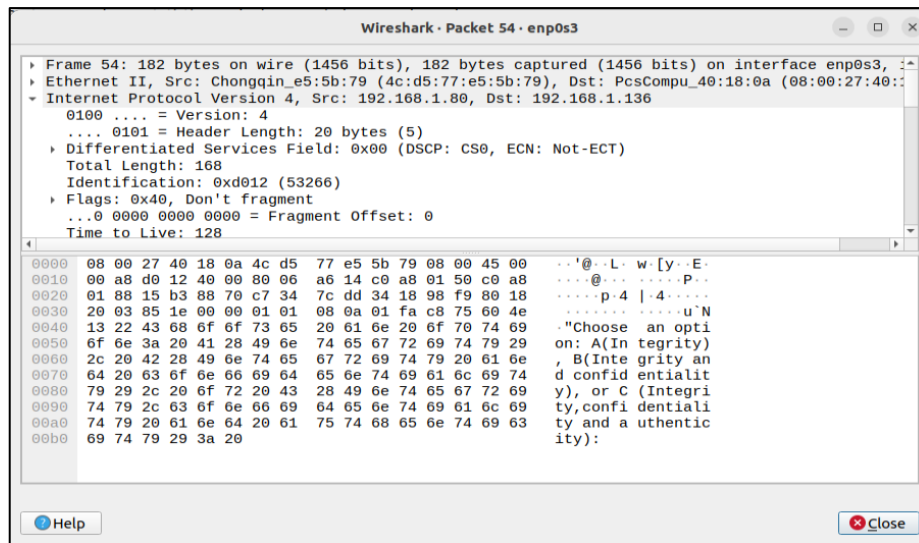 Wireshark · Packet 54 · enp0s3
Frame 54: 182 bytes on wire (1456 bits), 182 bytes captured (1456 bits) on interface enp0s3,
Ethernet II, Src: Chongqin_e5:5b:79 (4c:d5:77:e5:5b:79), Dst: PcsCompu_40:18:0a (08:00:27:40:
Internet Protocol Version 4, Src: 192.168.1.80, Dst: 192.168.1.136
0100 .... = Version: 4
.... 0101 = Header Length: 20 bytes (5)
Differentiated Services Field: 0x00 (DSCP: CS0, ECN: Not-ECT)
Total Length: 168
Identification: 0xd012 (53266)
Flags: 0x40, Don't fragment
...0 0000 0000 0000 = Fragment Offset: 0
Time to Live: 128
0000 08 00 27 40 18 0a 4c d5 77 e5 5b 79 08 00 45 00 ··'@··L· w·[y··E·
0010 00 a8 d0 12 40 00 80 06 a6 14 c0 a8 01 50 c0 a8 ····@··· ·····P··
0020 01 88 15 b3 88 70 c7 34 7c dd 34 18 98 f9 80 18 ·····p·4 |·4·····
0030 20 03 85 1e 00 00 01 01 08 0a 01 fa c8 75 60 4e ········ ·····u`N
0040 13 22 43 68 6f 6f 73 65 20 61 6e 20 6f 70 74 69 ·"Choose an opti
0050 6f 6e 3a 20 41 28 49 6e 74 65 67 72 69 74 79 29 on: A(In tegrity)
0060 2c 20 42 28 49 6e 74 65 67 72 69 74 79 20 61 6e , B(Inte grity an
0070 64 20 63 6f 6e 66 69 64 65 6e 74 69 61 6c 69 74 d confid entialit
0080 79 29 2c 20 6f 72 20 43 28 49 6e 74 65 67 72 69 y), or C (Integri
0090 74 79 2c 63 6f 6e 66 69 64 65 6e 74 69 61 6c 69 ty,confi dentiali
00a0 74 79 20 61 6e 64 20 61 75 74 68 65 6e 74 69 63 ty and a uthentic
00b0 69 74 79 29 3a 20 ity):
Help
Close